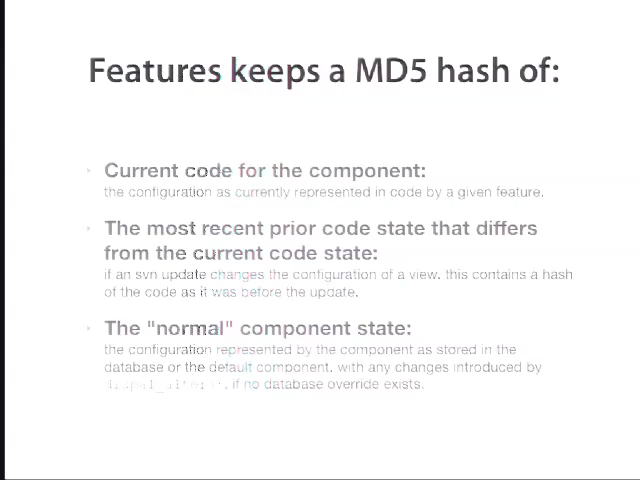 Features keeps a MD5 hash of:
Current code for the component:
the configuration as currently represented in code by a given feature.
The most recent prior code state that differs
from the current code state:
if an svn update changes the configuration of a view, this contains a hash
of the code as it was before the update.
The "normal" component state:
the configuration represented by the component as stored in the
database or the default component, with any changes introduced by
if no database override exists.